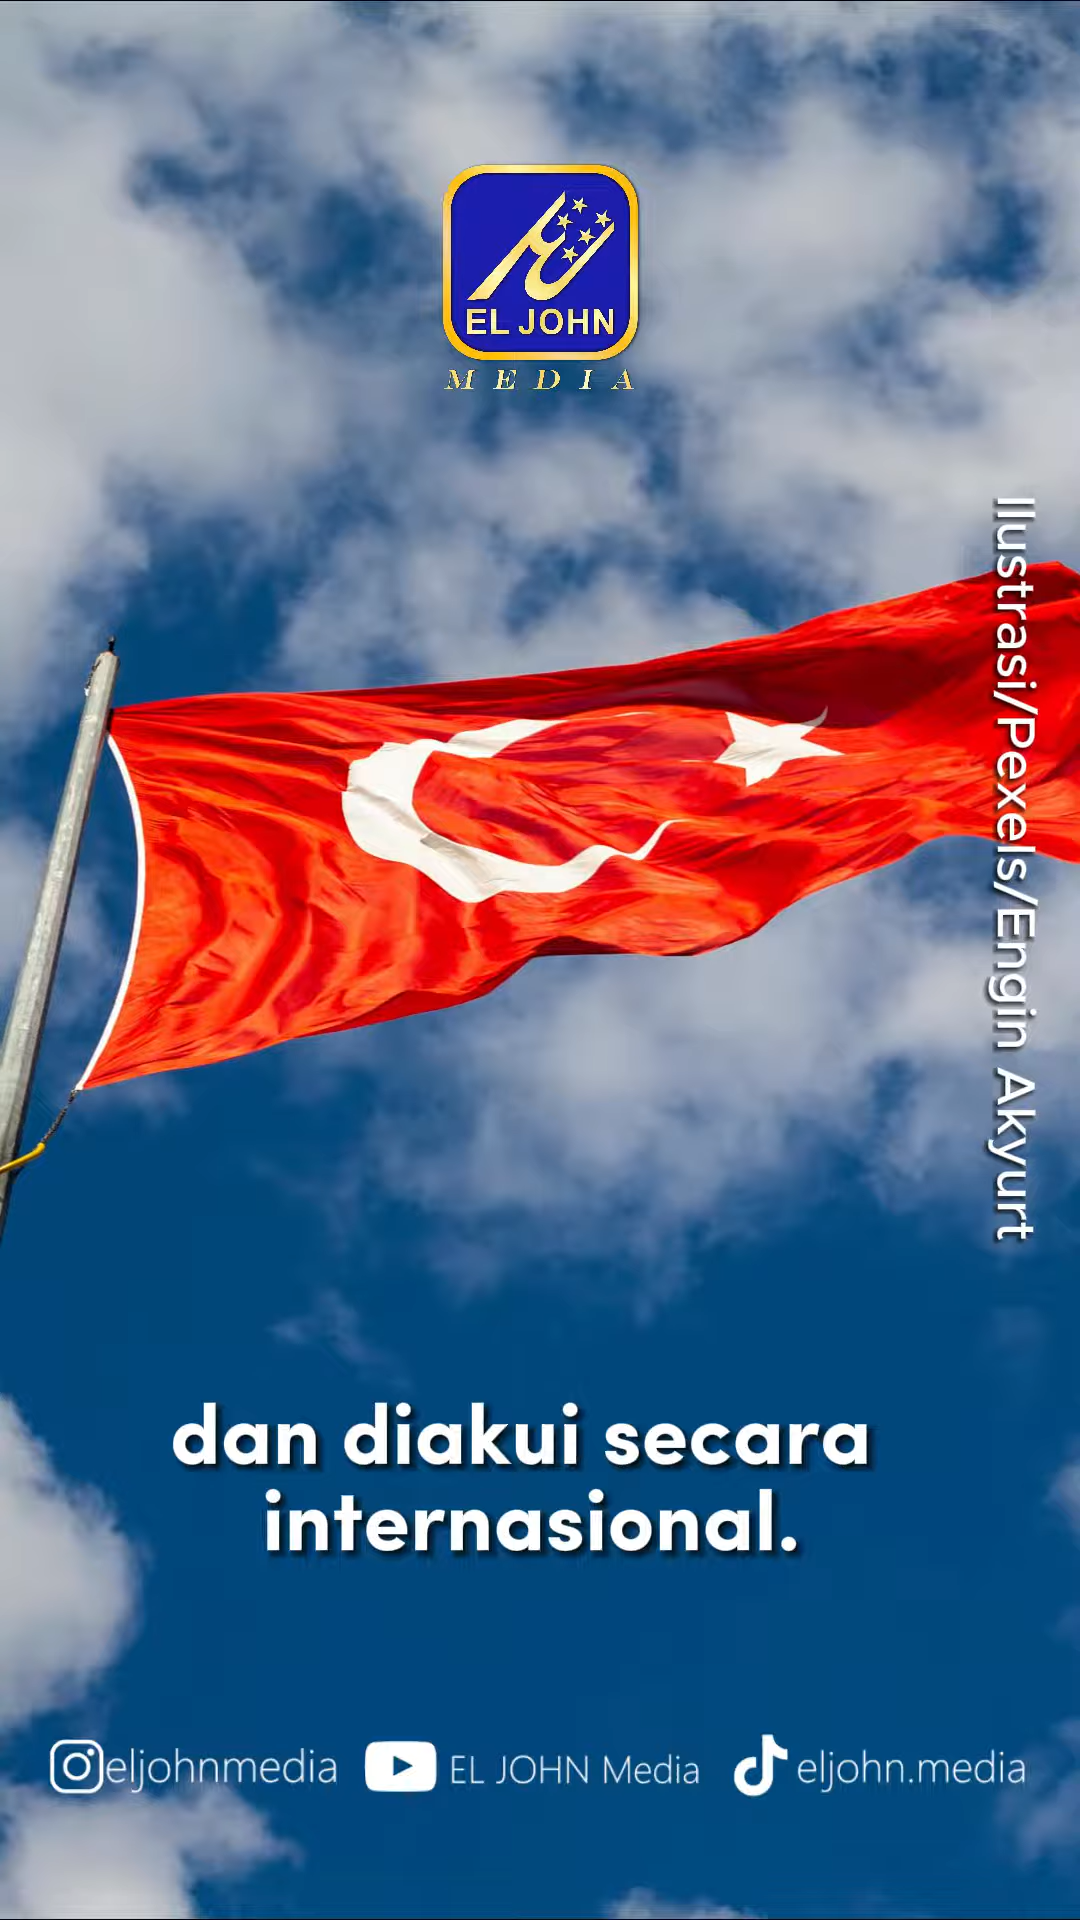 EL JOHN
MEDIA
Ilustrasi/Pexels/Engin Akyurt
dan diakui secara
internasional.
eljohnmedia
EL JOHN Media
eljohn.media